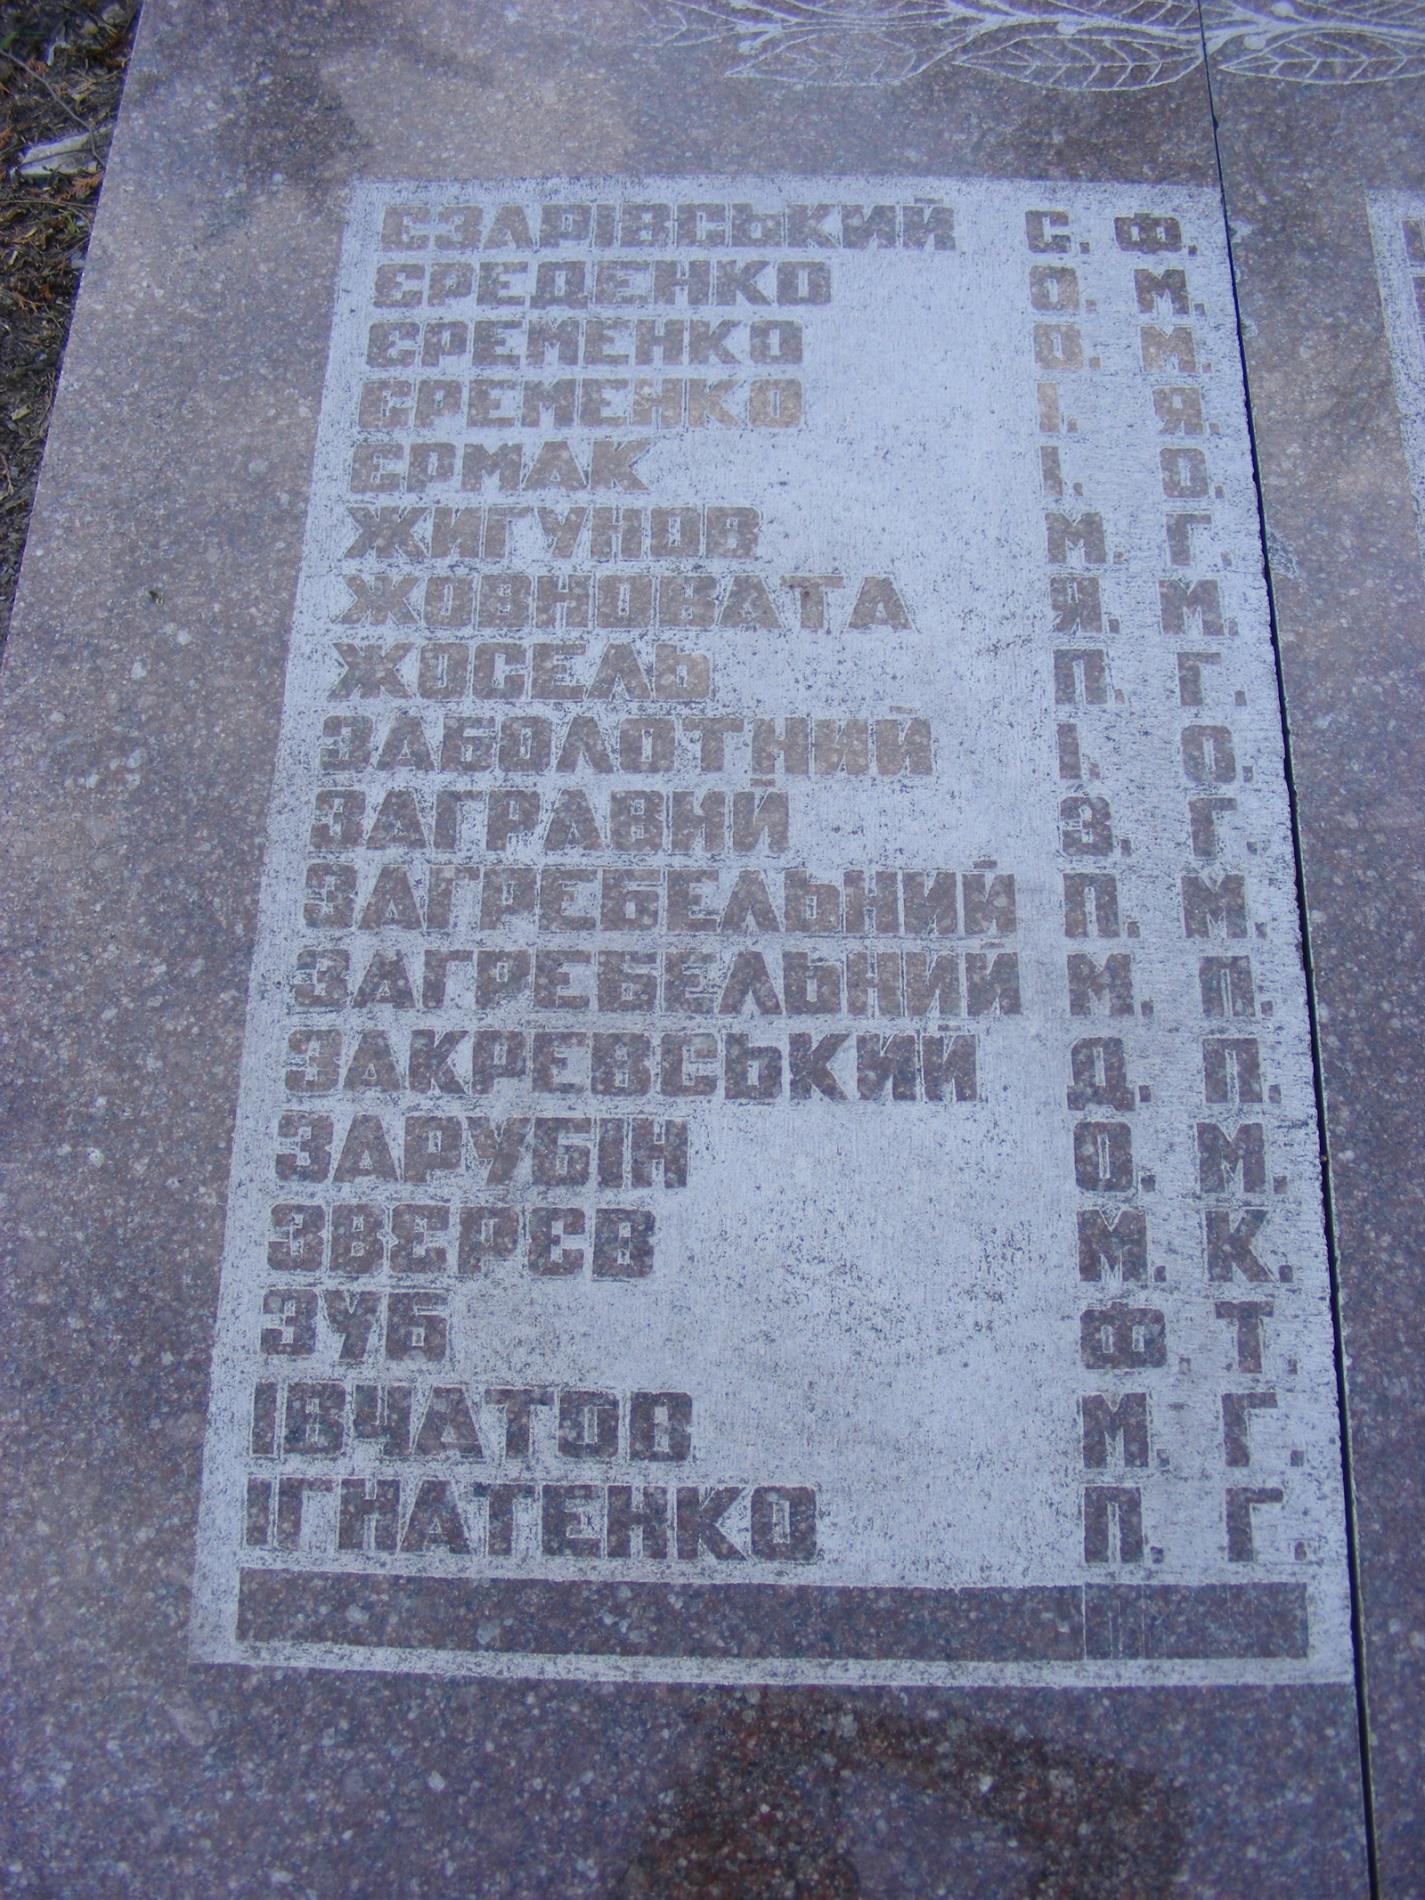 ЄЗАРІВСЬКИЙ С. Ф.
ЄРЕДЕНКО О. М.
ЄРЕМЕНКО О. М.
ЄРЕМЕНКО І. Я.
ЄРМАК І. О.
ЖИГУНОВ М. Г.
ЖОВНОВАТА Я. М.
ЖОСЕЛЬ П. Г.
ЗАБОЛОТНИЙ І. О.
ЗАГРАВИЙ З. Г.
ЗАГРЕБЕЛЬНИЙ П. М.
ЗАГРЕБЕЛЬНИЙ М. П.
ЗАКРЕВСЬКИЙ Д. П.
ЗАРУБІН О. М.
ЗВЕРЄВ М. К.
ЗУБ Ф. Т.
ІВЧАТОВ М. Г.
ІГНАТЕНКО П. Г.